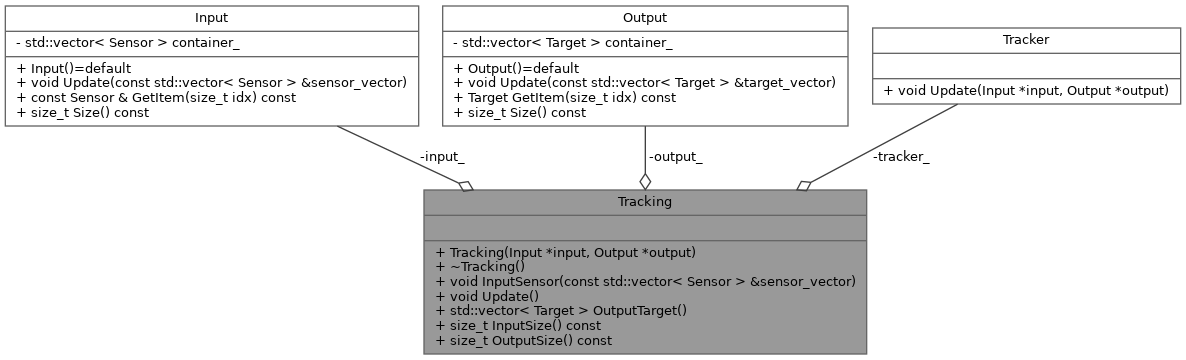 Input
- std::vector< Sensor > container_
+ Input()=default
+ void Update(const std::vector< Sensor > &sensor_vector)
+ const Sensor & GetItem(size_t idx) const
+ size_t Size() const
Output
- std::vector< Target > container_
+ Output()=default
+ void Update(const std::vector< Target > &target_vector)
+ Target GetItem(size_t idx) const
+ size_t Size() const
Tracker
+ void Update(Input *input, Output *output)
-input_
-output_
-tracker_
Tracking
+ Tracking(Input *input, Output *output)
+ ~Tracking()
+ void InputSensor(const std::vector< Sensor > &sensor_vector)
+ void Update()
+ std::vector< Target > OutputTarget()
+ size_t InputSize() const
+ size_t OutputSize() const